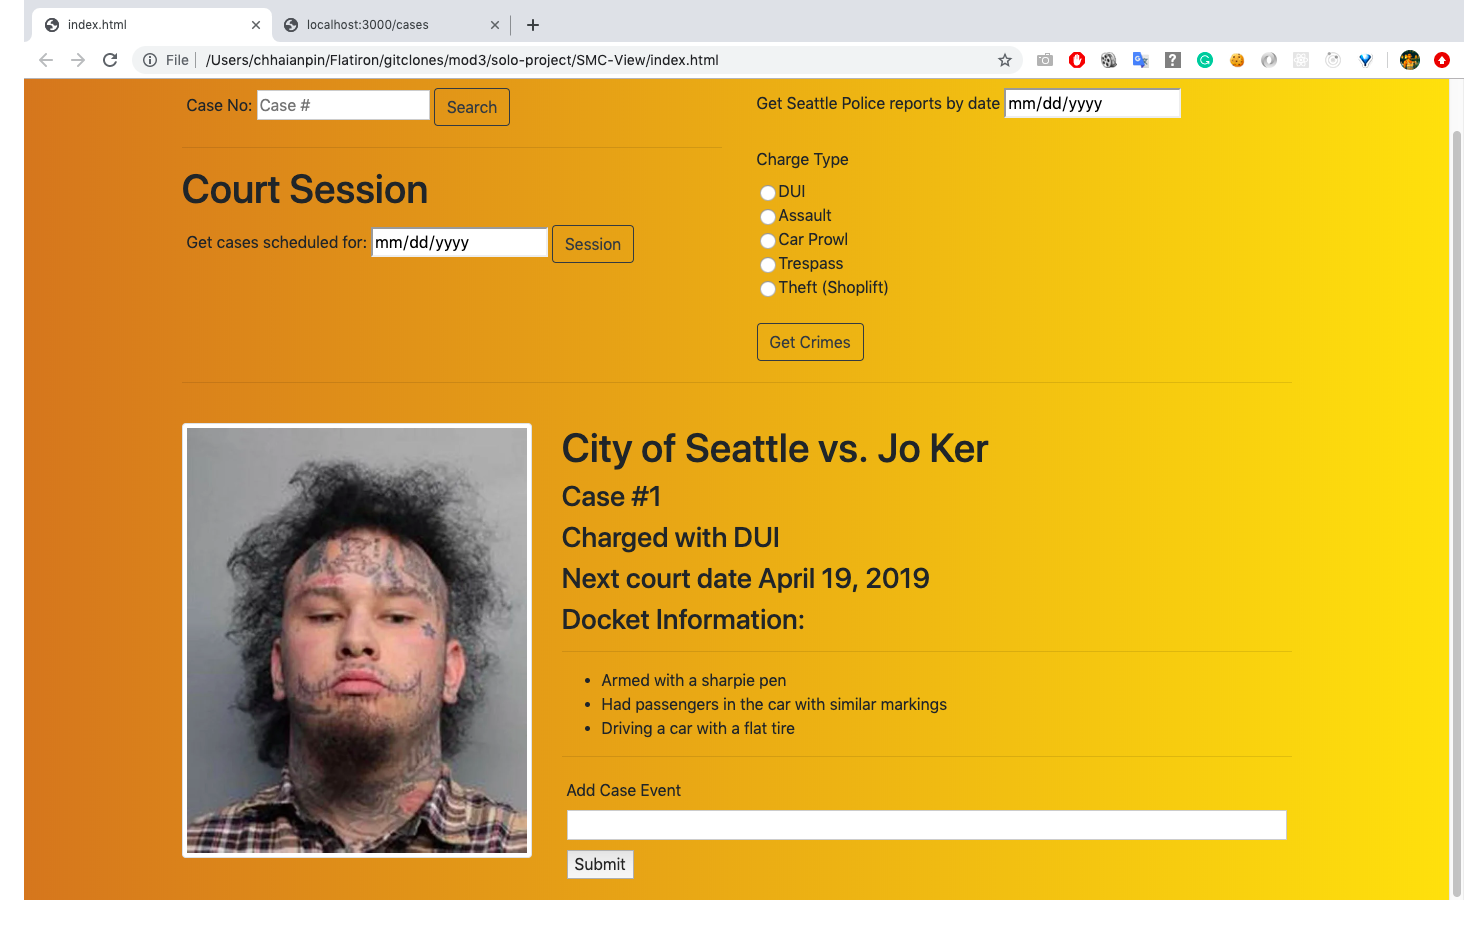 index.html
localhost:3000/cases
File
/Users/chhaianpin/Flatiron/gitclones/mod3/solo-project/SMC-View/index.html
Case No: Case # Search
Court Session
Get cases scheduled for: mm/dd/yyyy Session
Get Seattle Police reports by date mm/dd/yyyy
Charge Type
DUI
Assault
Car Prowl
Trespass
Theft (Shoplift)
Get Crimes
City of Seattle vs. Jo Ker
Case #1
Charged with DUI
Next court date April 19, 2019
Docket Information:
• Armed with a sharpie pen
• Had passengers in the car with similar markings
• Driving a car with a flat tire
Add Case Event
Submit